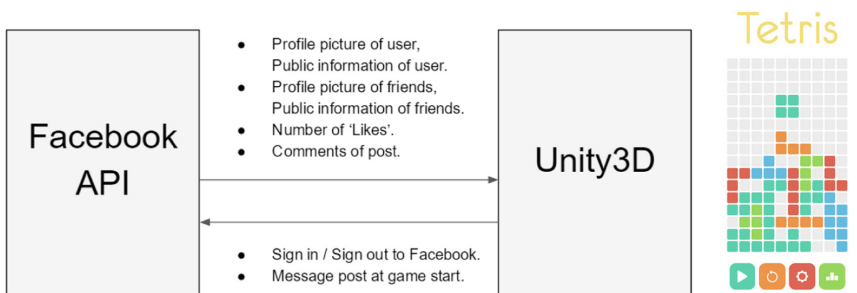 Tetris
Facebook
API
● Profile picture of user,
Public information of user.
● Profile picture of friends,
Public information of friends.
● Number of ‘Likes’.
● Comments of post.
● Sign in / Sign out to Facebook.
● Message post at game start.
Unity3D